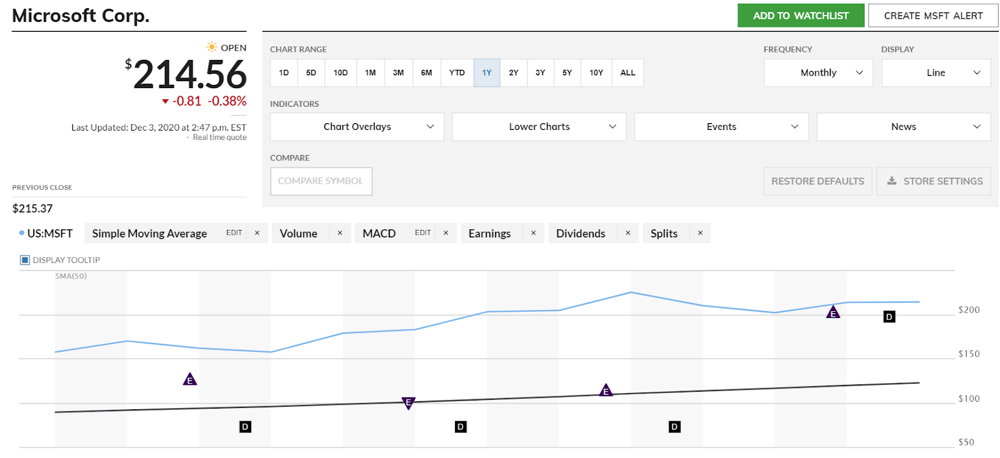 Microsoft Corp.
ADD TO WATCHLIST
CREATE MSFT ALERT
OPEN
$214.56
-0.81 -0.38%
Last Updated: Dec 3, 2020 at 2:47 p.m. EST
- Real time quote
PREVIOUS CLOSE
$215.37
CHART RANGE
1D 5D 10D 1M 3M 6M YTD 1Y 2Y 3Y 5Y 10Y ALL
FREQUENCY
Monthly
DISPLAY
Line
INDICATORS
Chart Overlays
Lower Charts
Events
News
COMPARE
COMPARE SYMBOL
RESTORE DEFAULTS
STORE SETTINGS
US:MSFT
Simple Moving Average EDIT ×
Volume ×
MACD EDIT ×
Earnings ×
Dividends ×
Splits ×
DISPLAY TOOLTIP
SMA(50)
$200
E
D
$150
E
E
E
$100
D
D
D
$50